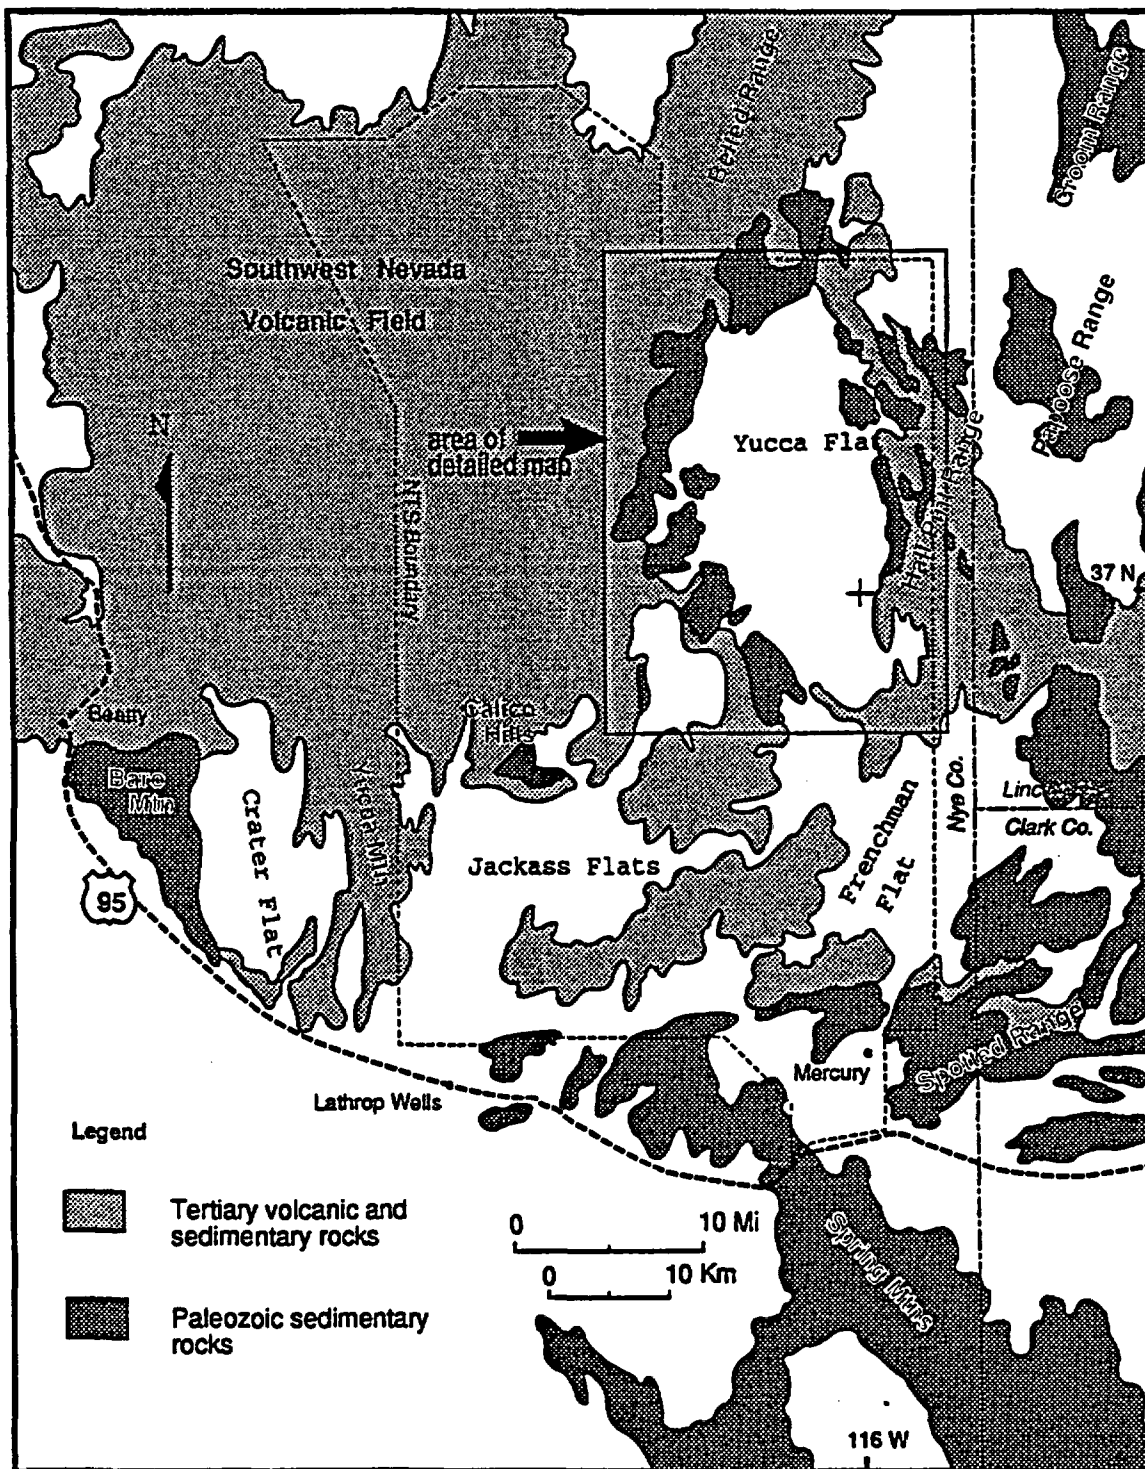 Belted Range
Groom Range
Southwest Nevada
Volcanic Field
Papoose Range
N
area of
detailed map
Yucca Flat
NTS Boundary
Halfpint Range
37 N
Beatty
Calico
Hills
Bare
Mtn
Crater Flat
Yucca Mtn
Nye Co.
Clark Co.
Jackass Flats
Frenchman
Flat
95
Spotted Range
Mercury
Lathrop Wells
Legend
Tertiary volcanic and
sedimentary rocks
0 10 Mi
0 10 Km
Paleozoic sedimentary
rocks
Spring Mtns
116 W